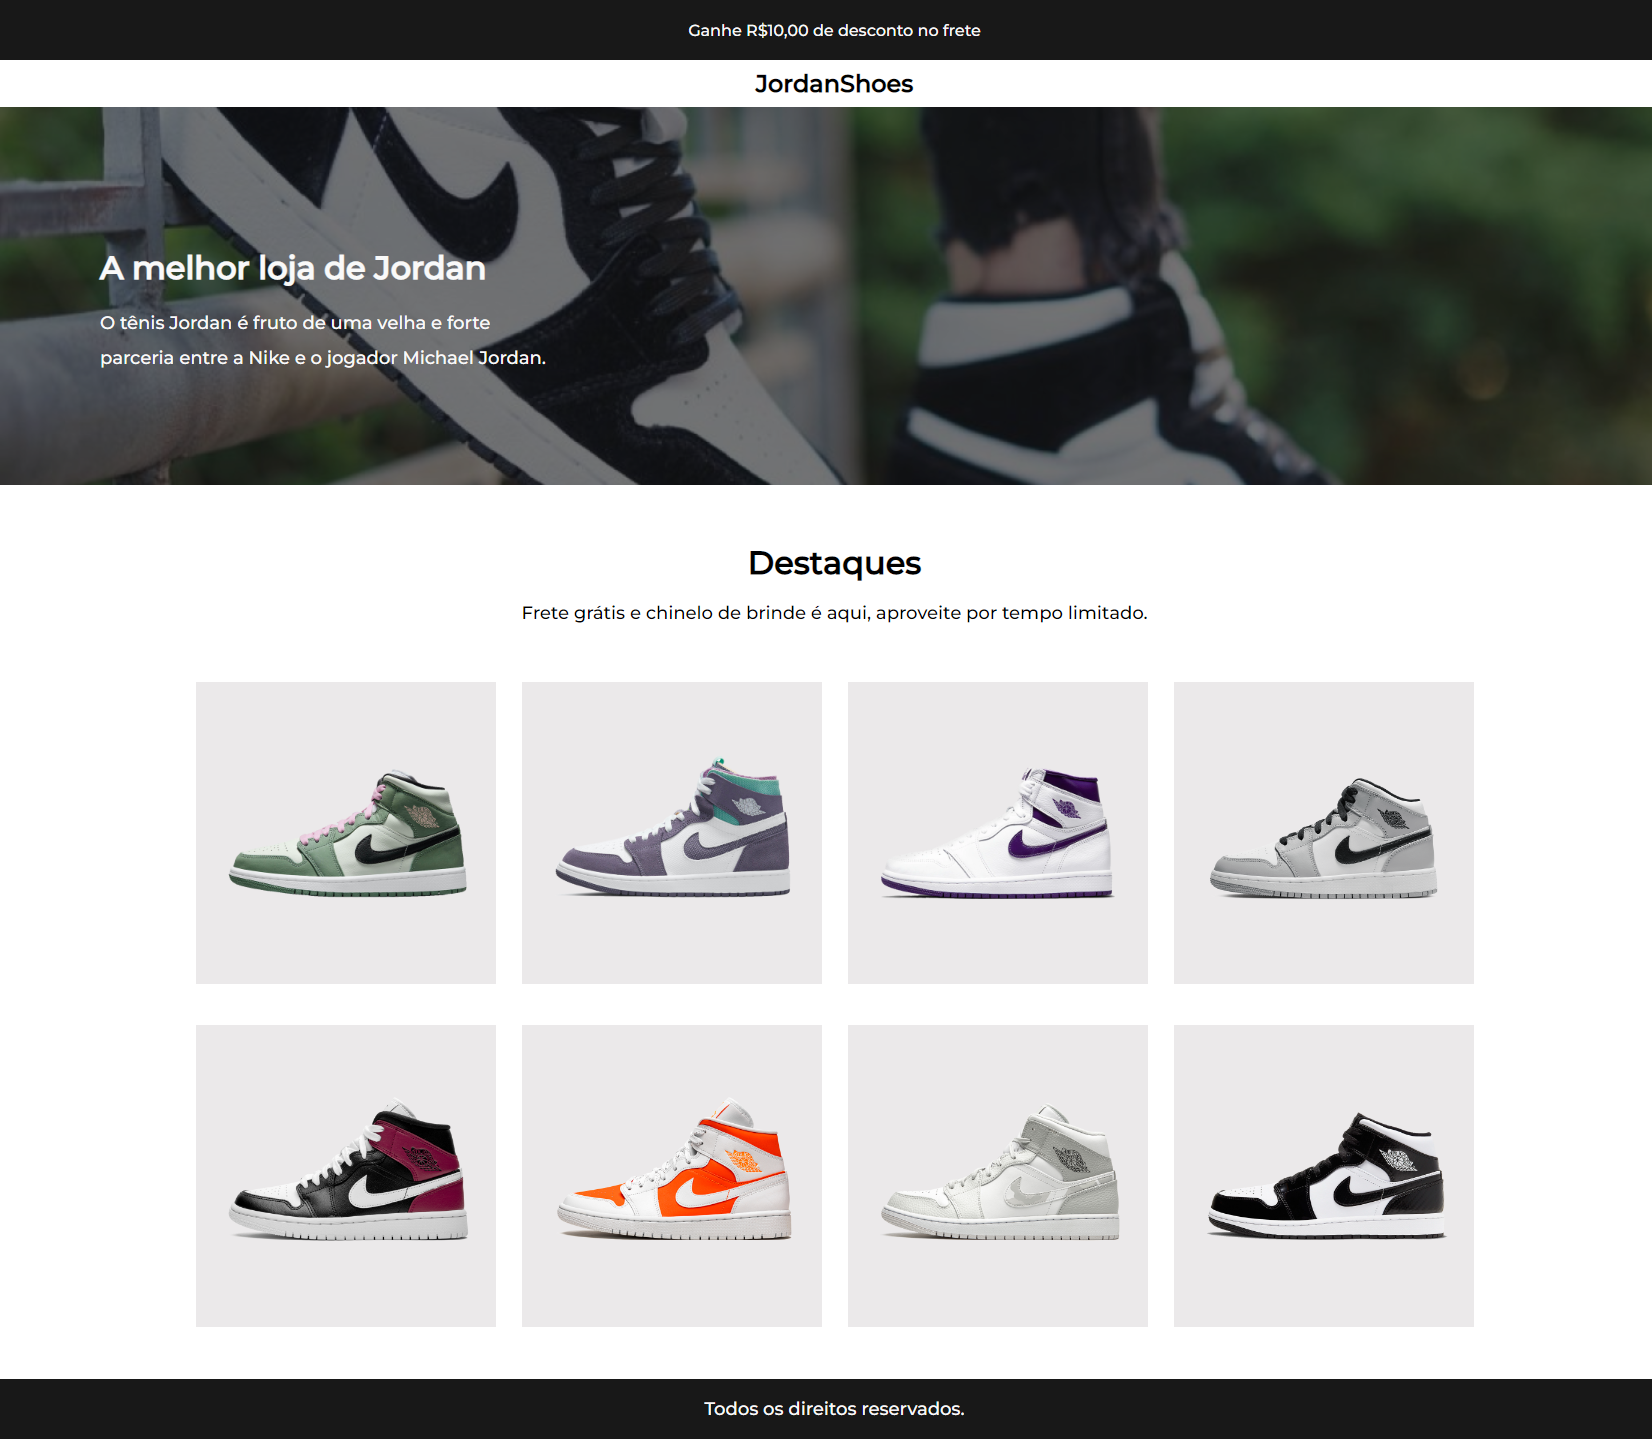 Ganhe R$10,00 de desconto no frete
JordanShoes
A melhor loja de Jordan
O tênis Jordan é fruto de uma velha e forte
parceria entre a Nike e o jogador Michael Jordan.
Destaques
Frete grátis e chinelo de brinde é aqui, aproveite por tempo limitado.
Todos os direitos reservados.